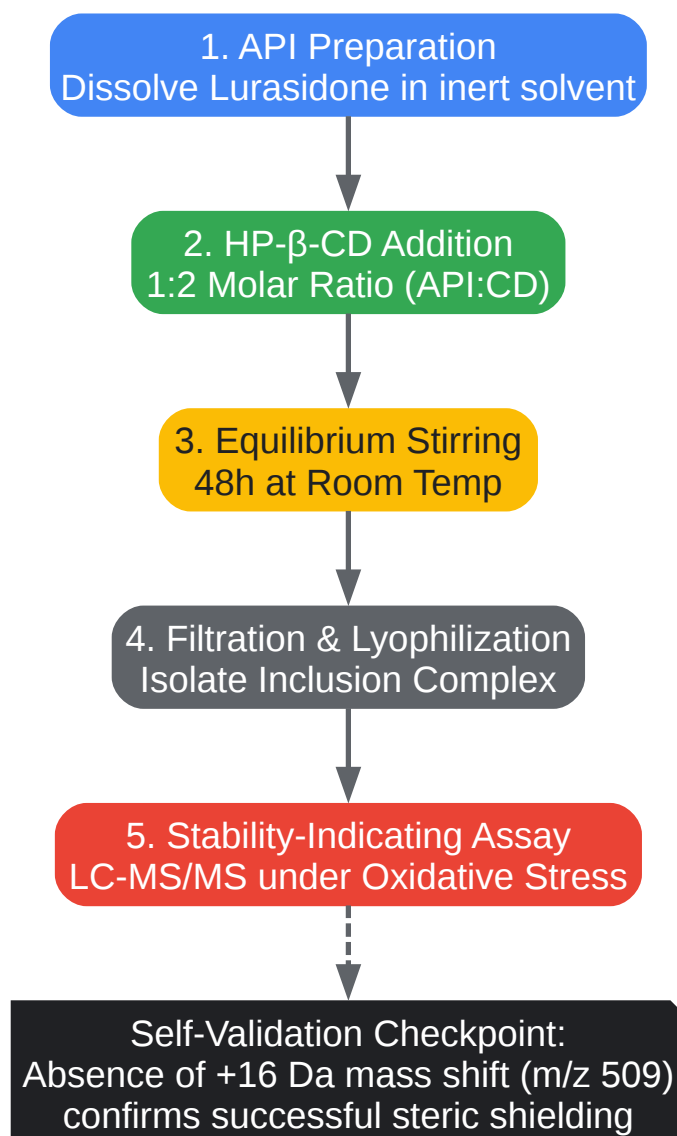 1. API Preparation
Dissolve Lurasidone in inert solvent
2. HP-β-CD Addition
1:2 Molar Ratio (API:CD)
3. Equilibrium Stirring
48h at Room Temp
4. Filtration & Lyophilization
Isolate Inclusion Complex
5. Stability-Indicating Assay
LC-MS/MS under Oxidative Stress
Self-Validation Checkpoint:
Absence of +16 Da mass shift (m/z 509)
confirms successful steric shielding